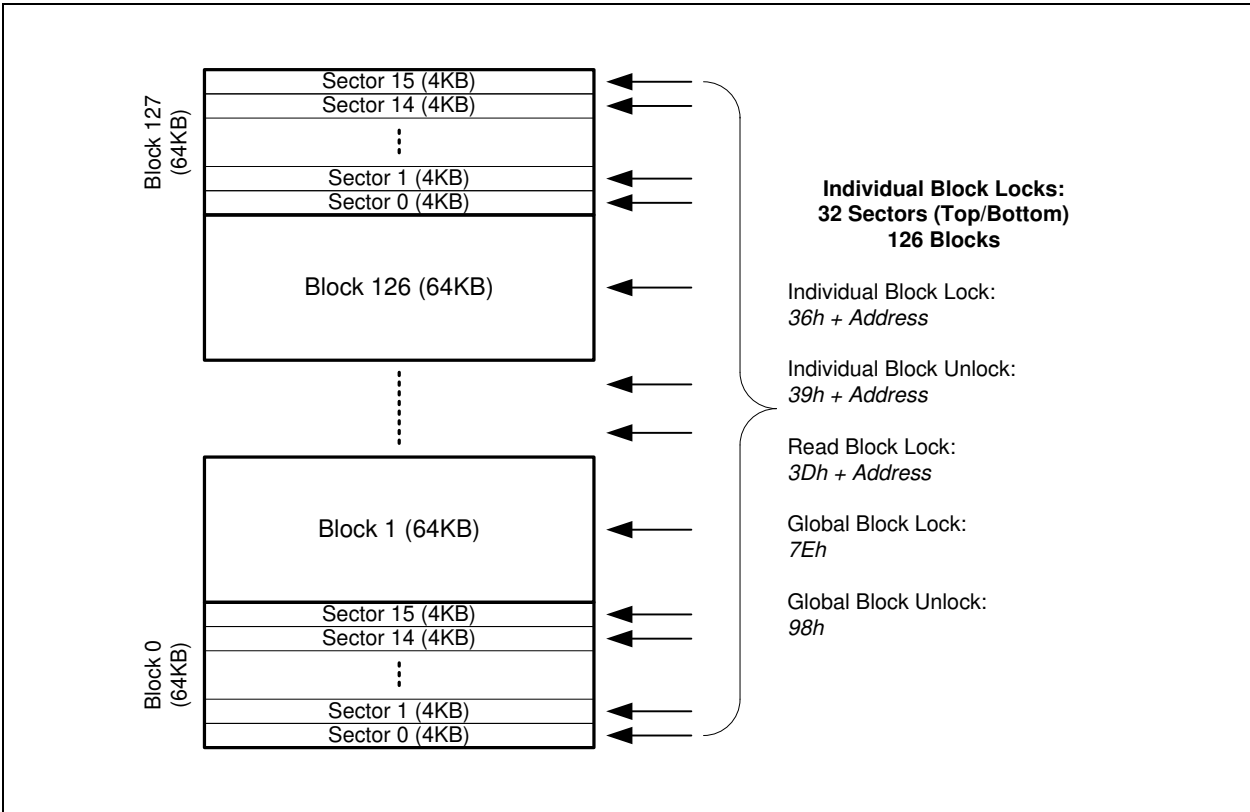 Block 127
(64KB)
Sector 15 (4KB)
Sector 14 (4KB)
Sector 1 (4KB)
Sector 0 (4KB)
Block 126 (64KB)
Block 1 (64KB)
Block 0
(64KB)
Sector 15 (4KB)
Sector 14 (4KB)
Sector 1 (4KB)
Sector 0 (4KB)
Individual Block Locks:
32 Sectors (Top/Bottom)
126 Blocks
Individual Block Lock:
36h + Address
Individual Block Unlock:
39h + Address
Read Block Lock:
3Dh + Address
Global Block Lock:
7Eh
Global Block Unlock:
98h